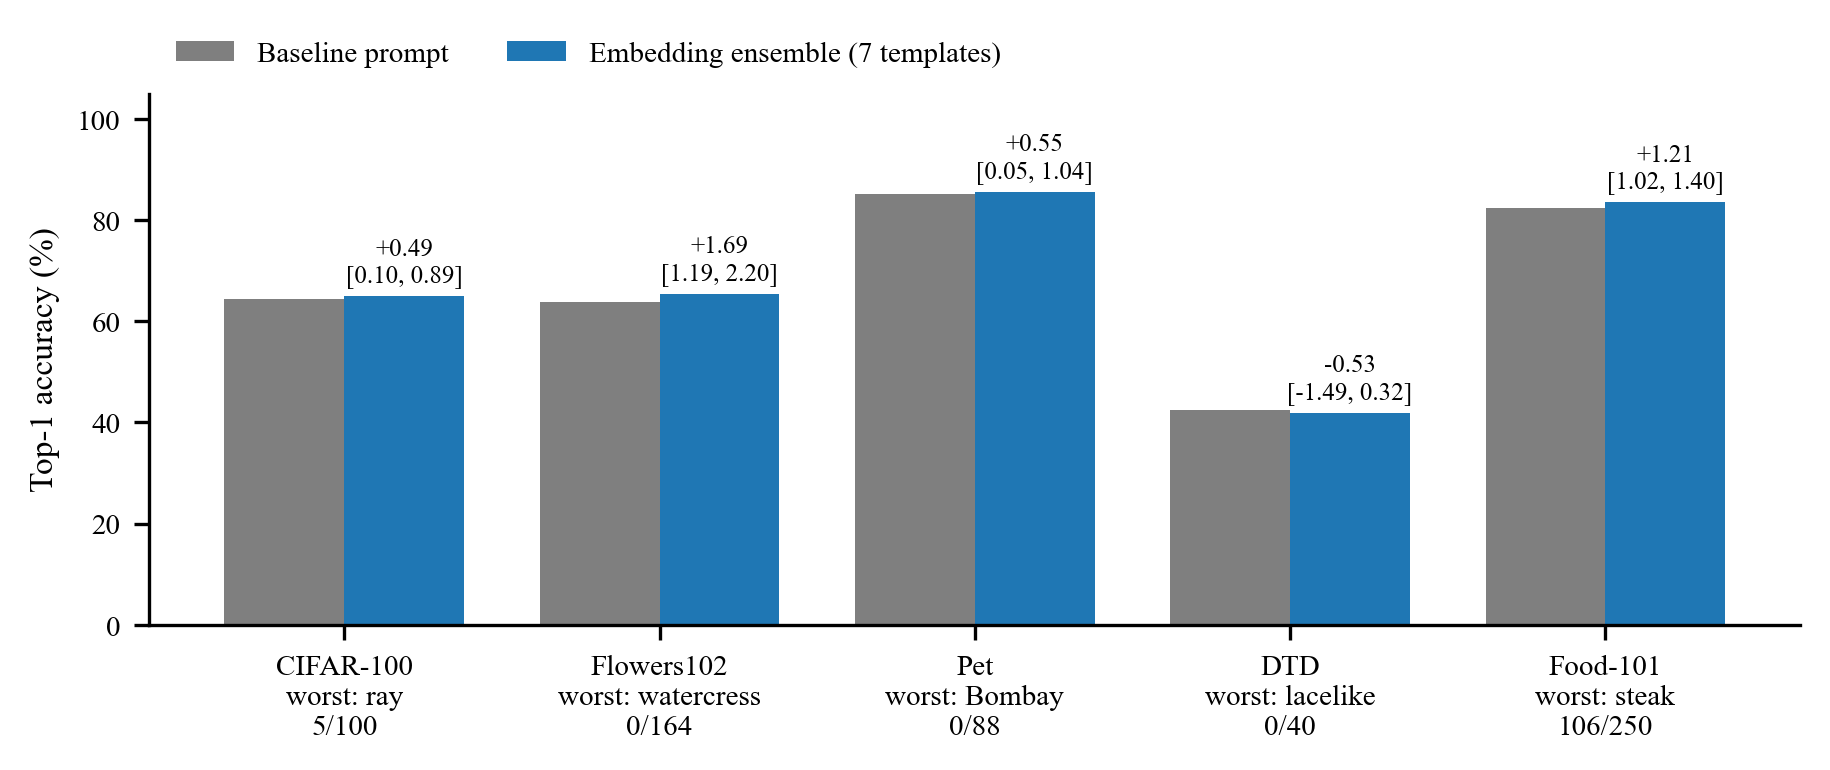 Baseline prompt
Embedding ensemble (7 templates)
Top-1 accuracy (%)
100
80
60
40
20
0
+0.49
[0.10, 0.89]
+1.69
[1.19, 2.20]
+0.55
[0.05, 1.04]
-0.53
[-1.49, 0.32]
+1.21
[1.02, 1.40]
CIFAR-100
worst: ray
5/100
Flowers102
worst: watercress
0/164
Pet
worst: Bombay
0/88
DTD
worst: lacelike
0/40
Food-101
worst: steak
106/250